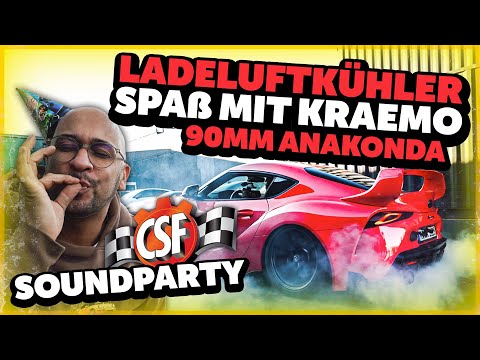 LADELUFTKÜHLER
SPAß MIT KRAEMO
90MM ANAKONDA
CSF
SOUNDPARTY